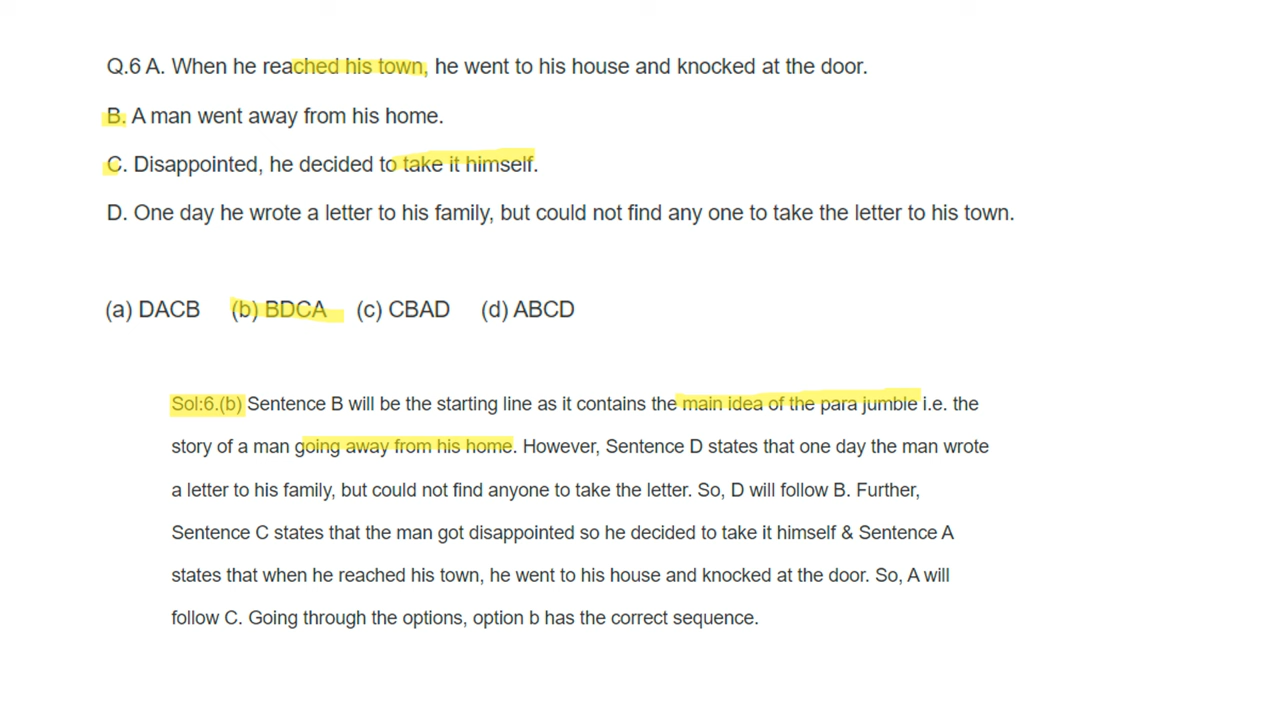 Q.6 A. When he reached his town, he went to his house and knocked at the door.
B. A man went away from his home.
C. Disappointed, he decided to take it himself.
D. One day he wrote a letter to his family, but could not find any one to take the letter to his town.
(a) DACB (b) BDCA (c) CBAD (d) ABCD
Sol:6.(b) Sentence B will be the starting line as it contains the main idea of the para jumble i.e. the
story of a man going away from his home. However, Sentence D states that one day the man wrote
a letter to his family, but could not find anyone to take the letter. So, D will follow B. Further,
Sentence C states that the man got disappointed so he decided to take it himself & Sentence A
states that when he reached his town, he went to his house and knocked at the door. So, A will
follow C. Going through the options, option b has the correct sequence.